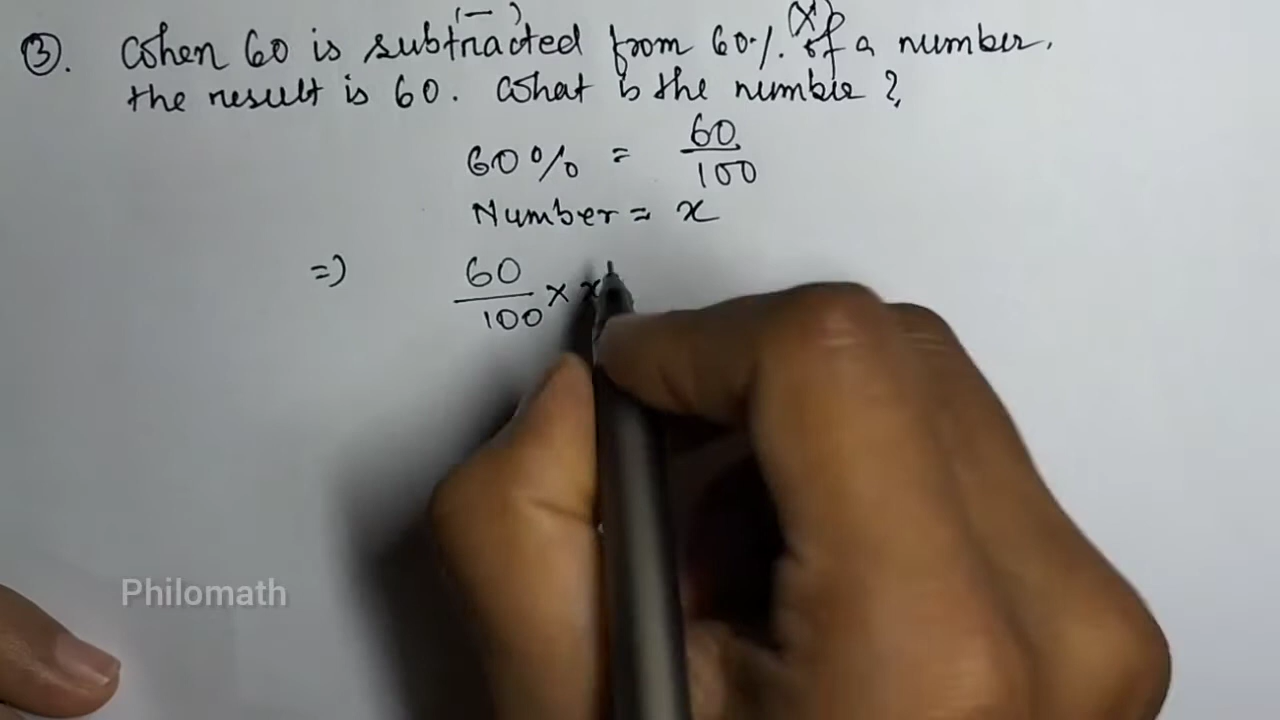 (−) (×)
③. When 60 is subtracted from 60%. of a number.
the result is 60. What is the number ?
60% = 60/100
Number = x
=) 60/100 × x
Philomath